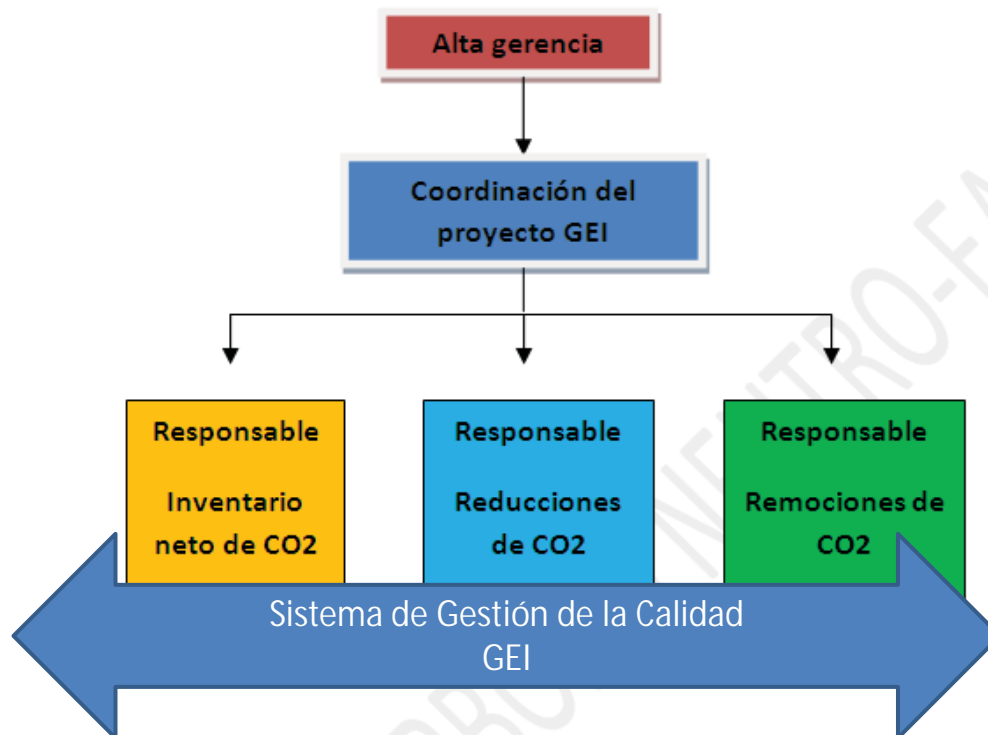 Alta gerencia
Coordinación del
proyecto GEI
Responsable
Inventario
neto de CO2
Responsable
Reducciones
de CO2
Responsable
Remociones de
CO2
Sistema de Gestión de la Calidad
GEI